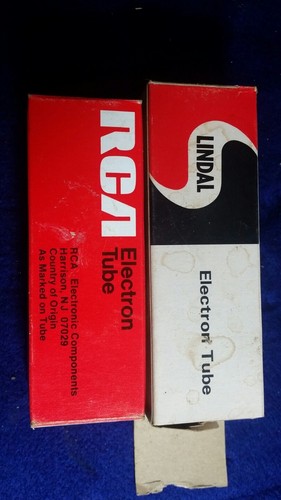 RCA
Electron
Tube
RCA Electronic Components
Harrison, N J 07029
Country of Origin
As Marked on Tube
LINDAL
Electron Tube